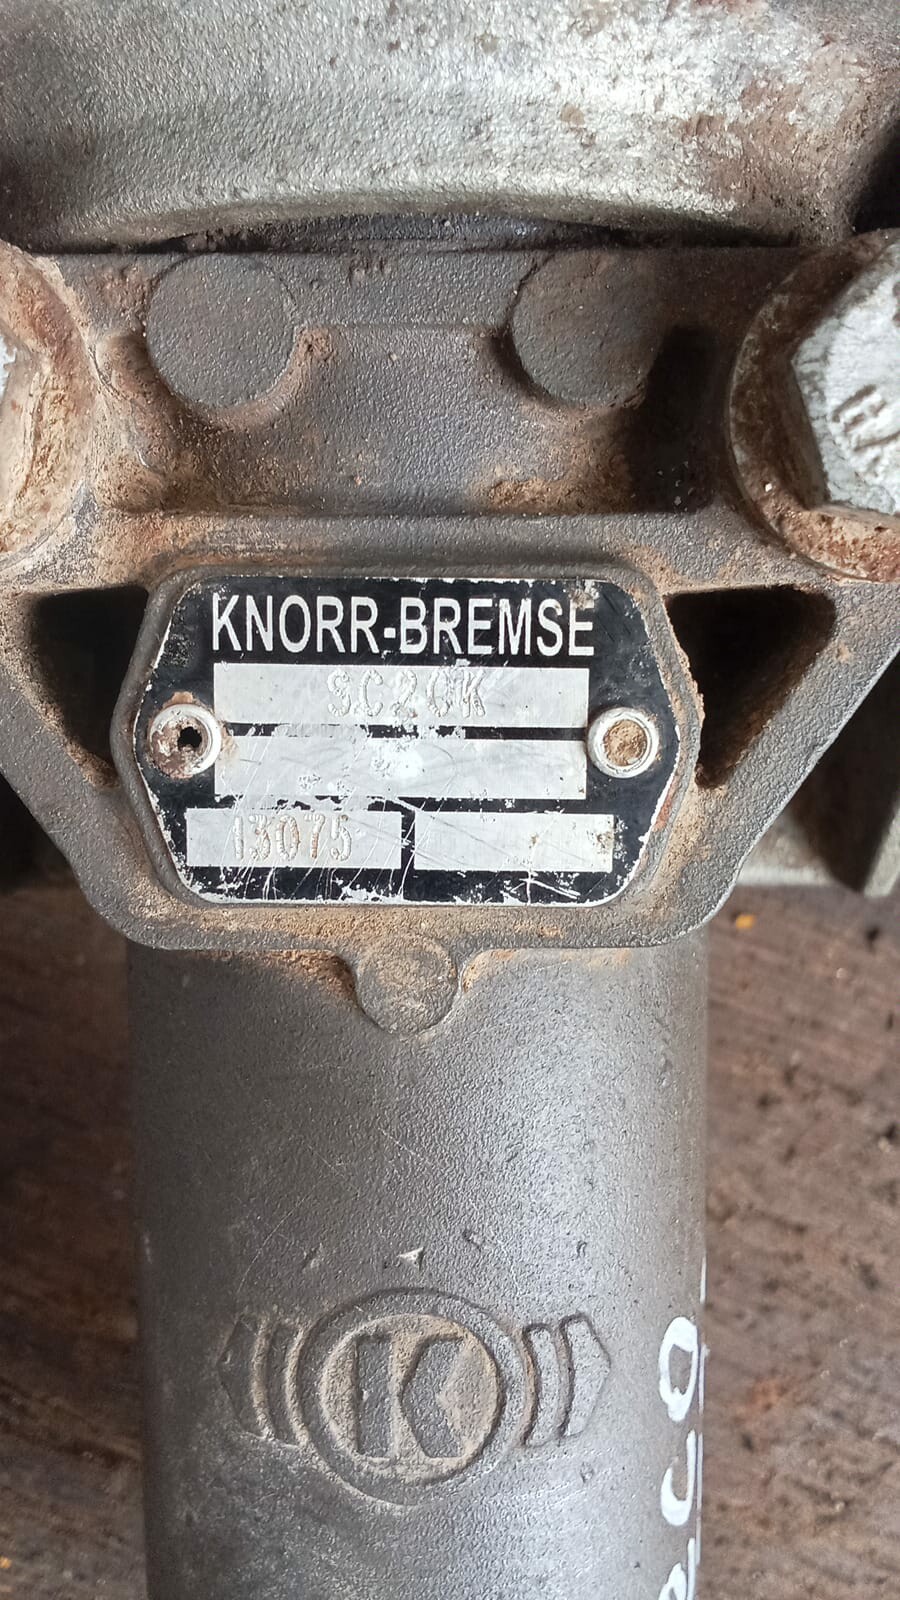 KNORR-BREMSE
SC20K
13075
K